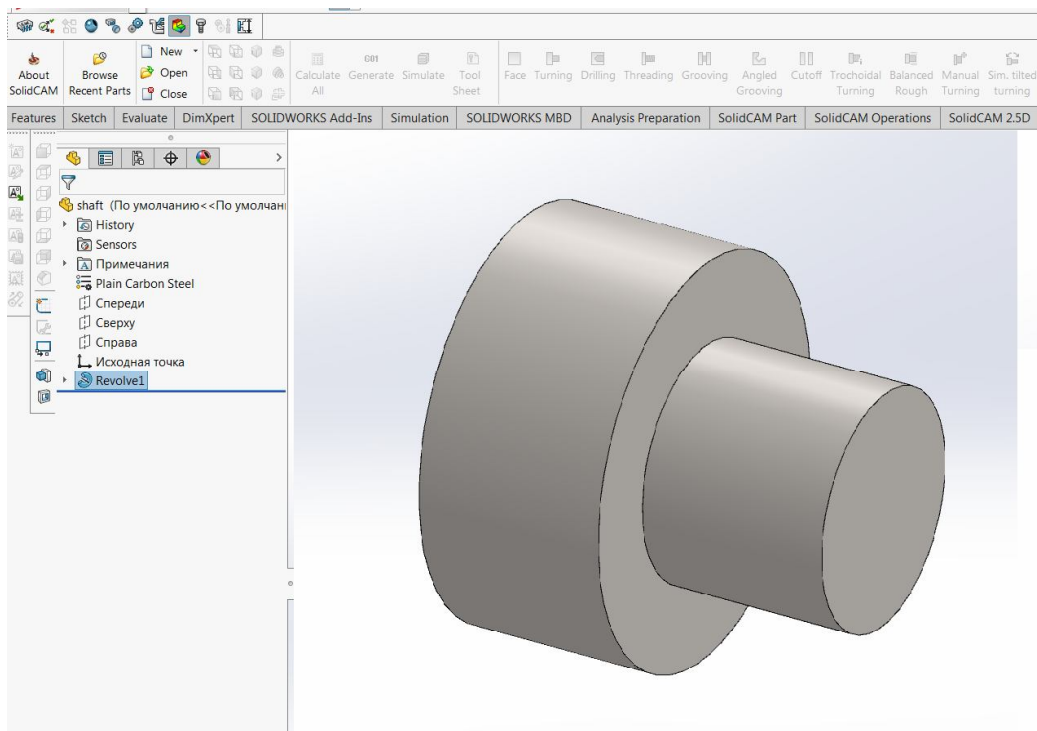 New
G01
About
SolidCAM
Browse
Recent Parts
Open
Close
Calculate
All
Generate
Simulate
Tool
Sheet
Face
Turning
Drilling
Threading
Grooving
Angled
Grooving
Cutoff
Trochoidal
Turning
Balanced
Rough
Manual
Turning
Sim. tilted
turning
Features Sketch Evaluate DimXpert SOLIDWORKS Add-Ins Simulation SOLIDWORKS MBD Analysis Preparation SolidCAM Part SolidCAM Operations SolidCAM 2.5D
shaft (По умолчанию<<По умолчан
History
Sensors
Примечания
Plain Carbon Steel
Спереди
Сверху
Справа
Исходная точка
Revolve1